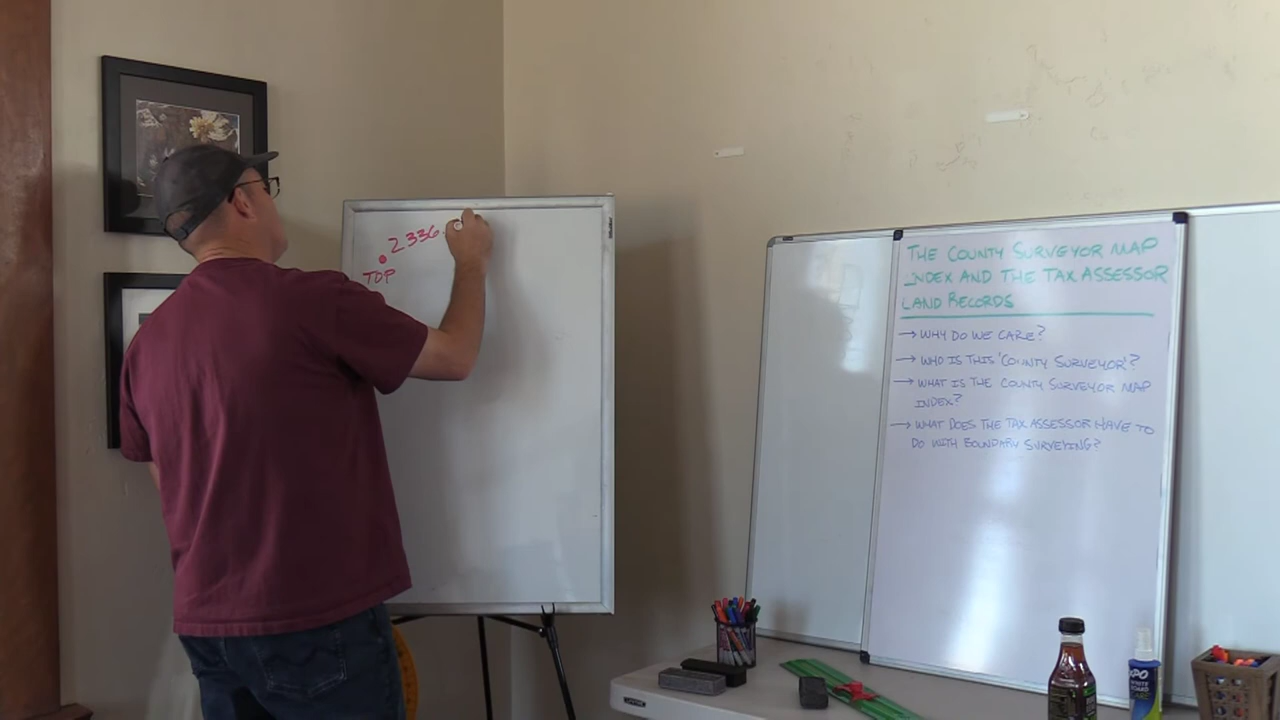 2336.
TOP
THE COUNTY SURVEYOR MAP
INDEX AND THE TAX ASSESSOR
LAND RECORDS
→ WHY DO WE CARE?
→ WHO IS THIS 'COUNTY SURVEYOR'?
→ WHAT IS THE COUNTY SURVEYOR MAP
INDEX?
→ WHAT DOES THE TAX ASSESSOR HAVE TO
DO WITH BOUNDARY SURVEYING?
EXPO
WHITE
BOARD